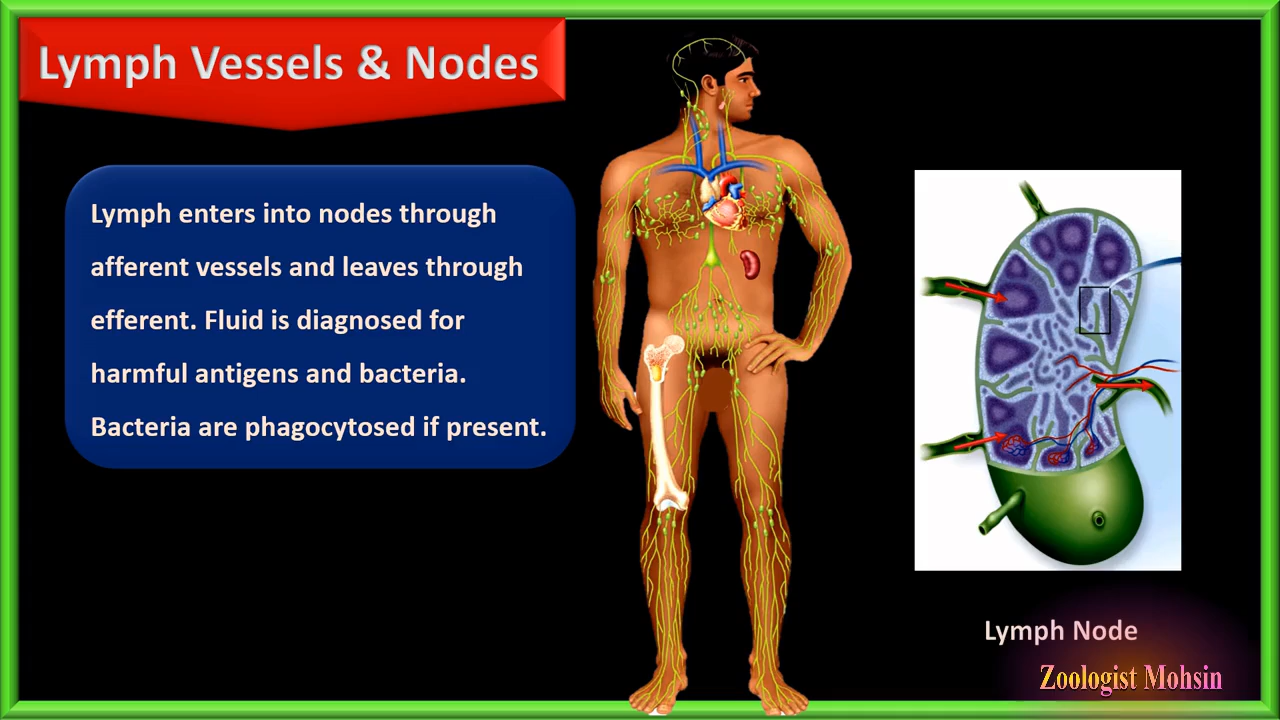 Lymph Vessels & Nodes
Lymph enters into nodes through
afferent vessels and leaves through
efferent. Fluid is diagnosed for
harmful antigens and bacteria.
Bacteria are phagocytosed if present.
Lymph Node
Zoologist Mohsin